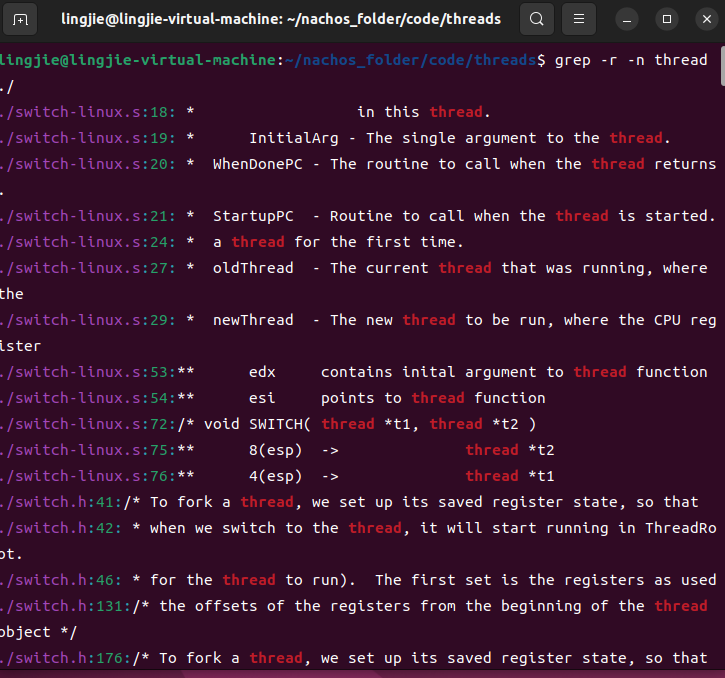 lingjie@lingjie-virtual-machine: ~/nachos_folder/code/threads
lingjie@lingjie-virtual-machine:~/nachos_folder/code/threads$ grep -r -n thread
./
./switch-linux.s:18: *                  in this thread.
./switch-linux.s:19: *      InitialArg - The single argument to the thread.
./switch-linux.s:20: *  WhenDonePC - The routine to call when the thread returns
.
./switch-linux.s:21: *  StartupPC  - Routine to call when the thread is started.
./switch-linux.s:24: *  a thread for the first time.
./switch-linux.s:27: *  oldThread  - The current thread that was running, where
the
./switch-linux.s:29: *  newThread  - The new thread to be run, where the CPU reg
ister
./switch-linux.s:53:**      edx     contains inital argument to thread function
./switch-linux.s:54:**      esi     points to thread function
./switch-linux.s:72:/* void SWITCH( thread *t1, thread *t2 )
./switch-linux.s:75:**      8(esp)  ->              thread *t2
./switch-linux.s:76:**      4(esp)  ->              thread *t1
./switch.h:41:/* To fork a thread, we set up its saved register state, so that
./switch.h:42: * when we switch to the thread, it will start running in ThreadRo
ot.
./switch.h:46: * for the thread to run).  The first set is the registers as used
./switch.h:131:/* the offsets of the registers from the beginning of the thread
object */
./switch.h:176:/* To fork a thread, we set up its saved register state, so that